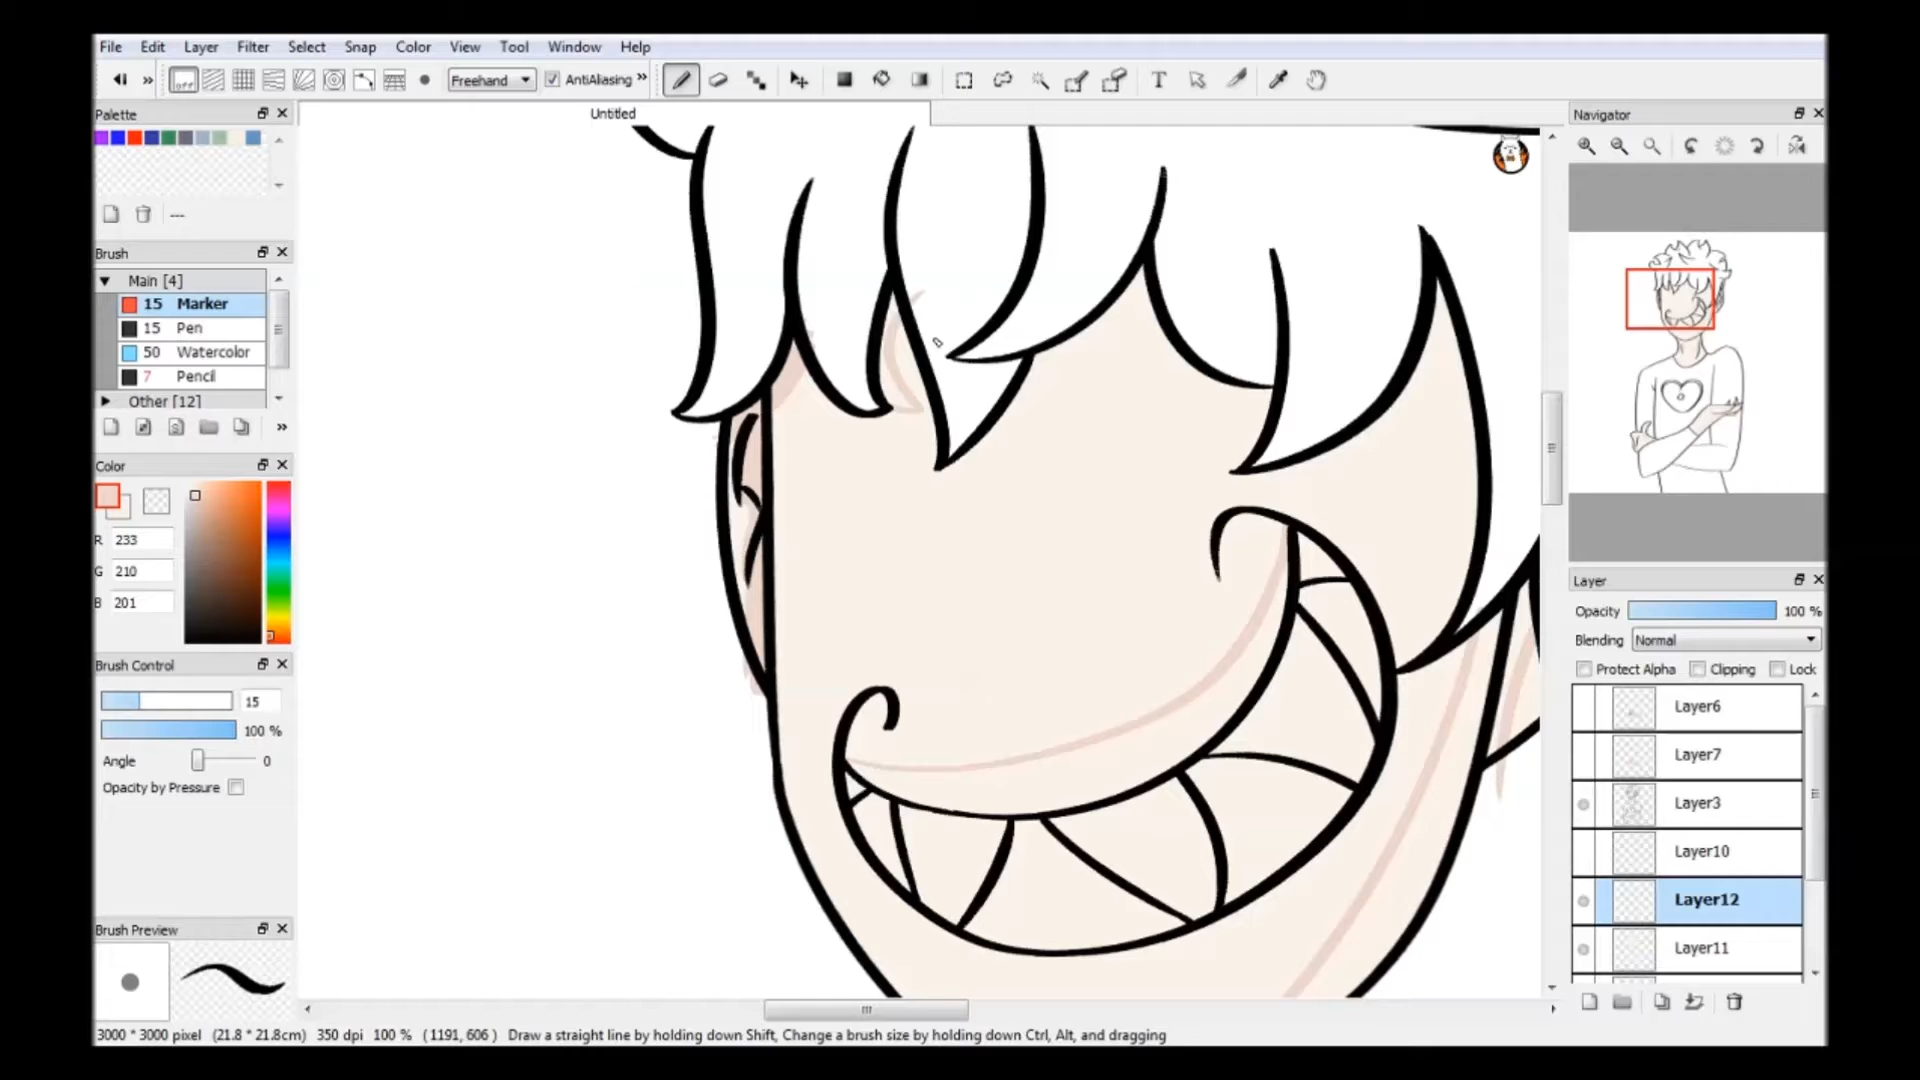 File Edit Layer Filter Select Snap Color View Tool Window Help
off Freehand AntiAliasing
Palette
Untitled
Navigator
---
Brush
Main [4]
15 Marker
15 Pen
50 Watercolor
7 Pencil
Other [12]
Color
R 233
G 210
B 201
Brush Control
15
100 %
Angle 0
Opacity by Pressure
Brush Preview
Layer
Opacity 100 %
Blending Normal
Protect Alpha Clipping Lock
Layer6
Layer7
Layer3
Layer10
Layer12
Layer11
3000 * 3000 pixel (21.8 * 21.8cm) 350 dpi 100 % ( 1191, 606 ) Draw a straight line by holding down Shift, Change a brush size by holding down Ctrl, Alt, and dragging